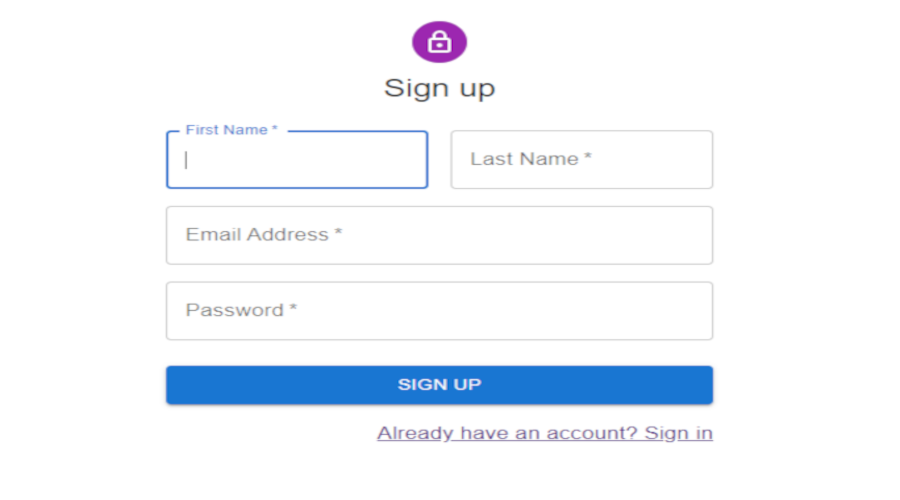 Sign up
First Name *
Last Name *
Email Address *
Password *
SIGN UP
Already have an account? Sign in